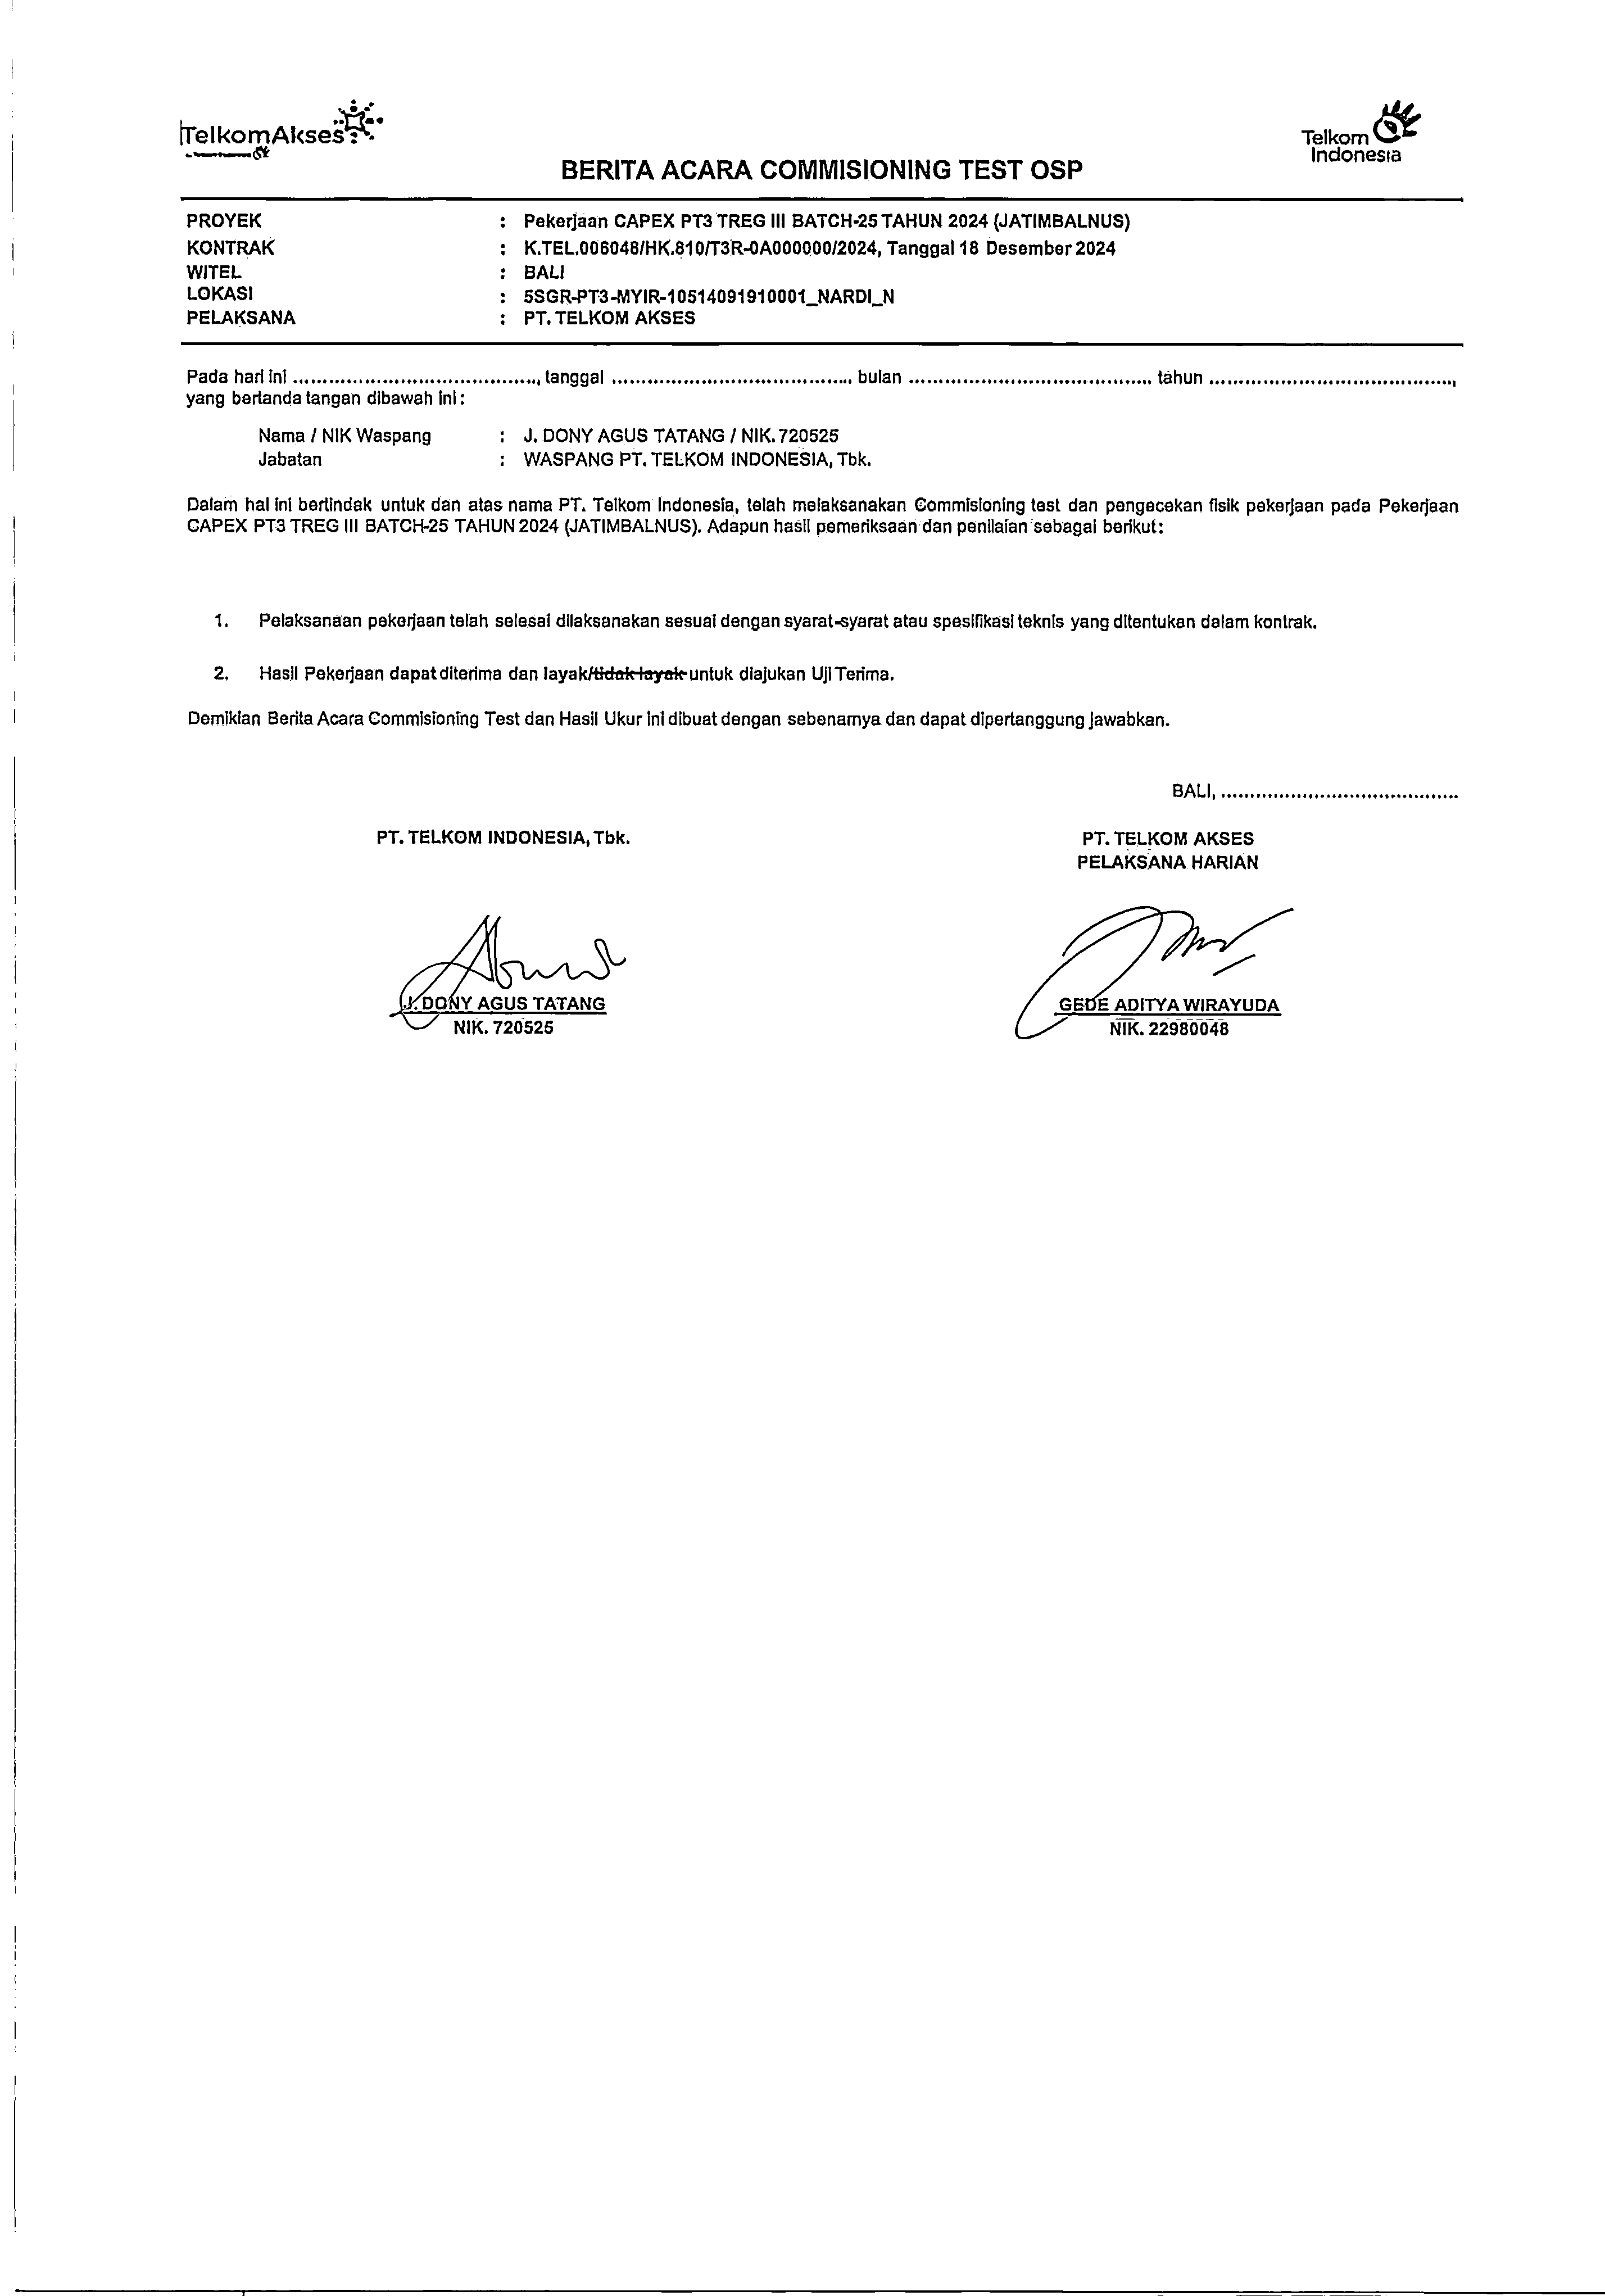 TelkomAkses
Telkom
Indonesia
BERITA ACARA COMMISIONING TEST OSP
PROYEK : Pekerjaan CAPEX PT3 TREG III BATCH-25 TAHUN 2024 (JATIMBALNUS)
KONTRAK : K.TEL.006048/HK.810/T3R-0A000000/2024, Tanggal 18 Desember 2024
WITEL : BALI
LOKASI : 5SGR-PT3-MYIR-10514091910001_NARDI_N
PELAKSANA : PT. TELKOM AKSES
Pada hari ini ........................................, tanggal ........................................ bulan ........................................ tahun ........................................,
yang bertanda tangan dibawah ini :
Nama / NIK Waspang : J. DONY AGUS TATANG / NIK. 720525
Jabatan : WASPANG PT. TELKOM INDONESIA, Tbk.
Dalam hal ini bertindak untuk dan atas nama PT. Telkom Indonesia, telah melaksanakan Commisioning test dan pengecekan fisik pekerjaan pada Pekerjaan
CAPEX PT3 TREG III BATCH-25 TAHUN 2024 (JATIMBALNUS). Adapun hasil pemeriksaan dan penilaian sebagai berikut:
1. Pelaksanaan pekerjaan telah selesai dilaksanakan sesuai dengan syarat-syarat atau spesifikasi teknis yang ditentukan dalam kontrak.
2. Hasil Pekerjaan dapat diterima dan layak/tidak layak untuk diajukan Uji Terima.
Demikian Berita Acara Commisioning Test dan Hasil Ukur ini dibuat dengan sebenarnya dan dapat dipertanggung jawabkan.
BALI, ........................................
PT. TELKOM INDONESIA, Tbk.
PT. TELKOM AKSES
PELAKSANA HARIAN
J. DONY AGUS TATANG
NIK. 720525
GEDE ADITYA WIRAYUDA
NIK. 22980048